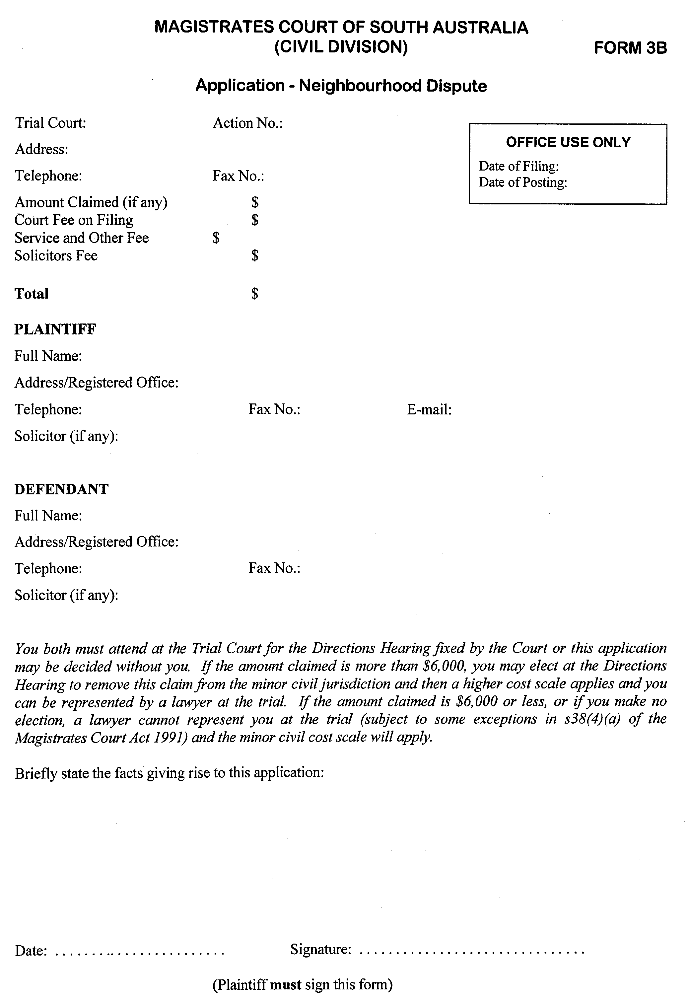 MAGISTRATES COURT OF SOUTH AUSTRALIA
(CIVIL DIVISION)
FORM 3B
Application - Neighbourhood Dispute
Trial Court: Action No.:
Address:
Telephone: Fax No.:
OFFICE USE ONLY
Date of Filing:
Date of Posting:
Amount Claimed (if any) $
Court Fee on Filing $
Service and Other Fee $
Solicitors Fee $
Total $
PLAINTIFF
Full Name:
Address/Registered Office:
Telephone: Fax No.: E-mail:
Solicitor (if any):
DEFENDANT
Full Name:
Address/Registered Office:
Telephone: Fax No.:
Solicitor (if any):
You both must attend at the Trial Court for the Directions Hearing fixed by the Court or this application
may be decided without you. If the amount claimed is more than $6,000, you may elect at the Directions
Hearing to remove this claim from the minor civil jurisdiction and then a higher cost scale applies and you
can be represented by a lawyer at the trial. If the amount claimed is $6,000 or less, or if you make no
election, a lawyer cannot represent you at the trial (subject to some exceptions in s38(4)(a) of the
Magistrates Court Act 1991) and the minor civil cost scale will apply.
Briefly state the facts giving rise to this application:
Date: ........................ Signature: ...............................
(Plaintiff must sign this form)